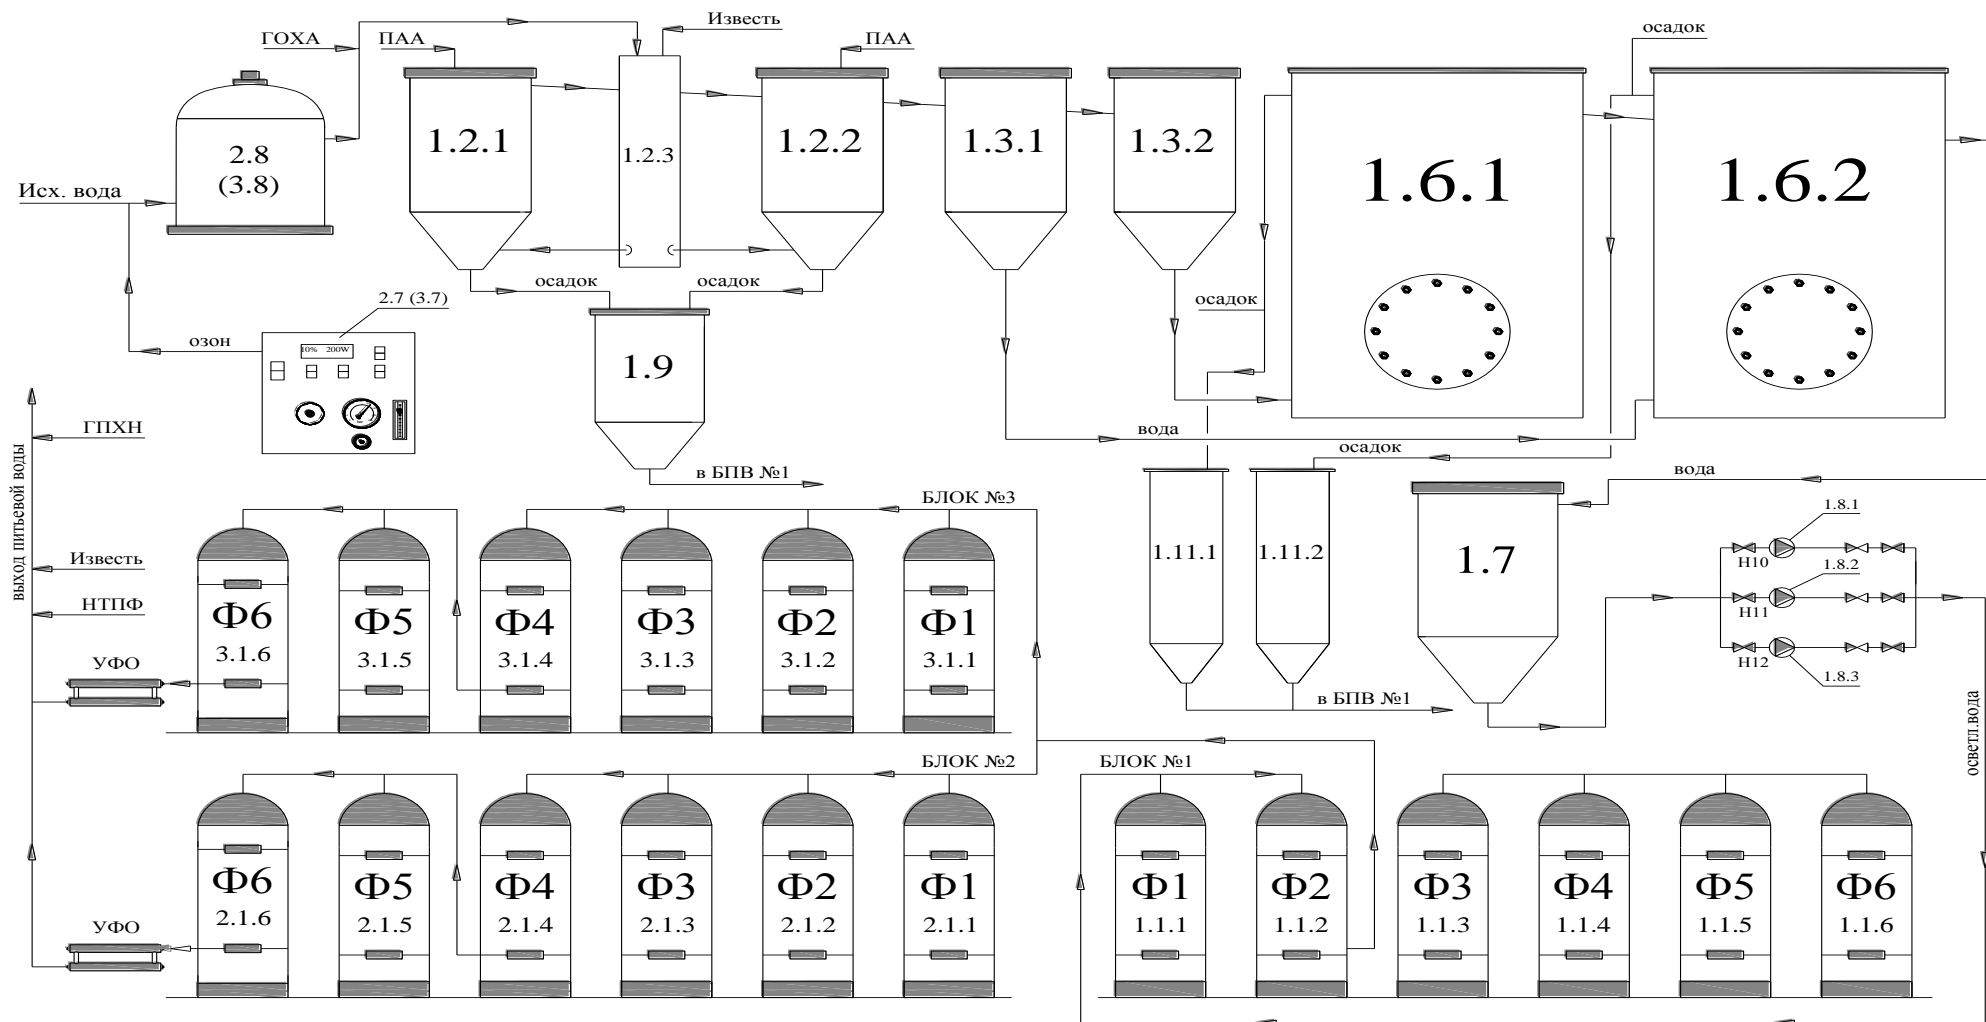 ГОХА
ПАА
Известь
ПАА
осадок
2.8
(3.8)
1.2.1
1.2.3
1.2.2
1.3.1
1.3.2
1.6.1
1.6.2
Исх. вода
осадок
осадок
2.7 (3.7)
осадок
озон
10% 200W
1.9
ГПХН
вода
осадок
в БПВ №1
вода
выход питьевой воды
БЛОК №3
1.11.1
1.11.2
1.7
1.8.1
Н10
1.8.2
Н11
Н12
1.8.3
Известь
НТПФ
УФО
Ф6
3.1.6
Ф5
3.1.5
Ф4
3.1.4
Ф3
3.1.3
Ф2
3.1.2
Ф1
3.1.1
в БПВ №1
осветл.вода
БЛОК №2
БЛОК №1
УФО
Ф6
2.1.6
Ф5
2.1.5
Ф4
2.1.4
Ф3
2.1.3
Ф2
2.1.2
Ф1
2.1.1
Ф1
1.1.1
Ф2
1.1.2
Ф3
1.1.3
Ф4
1.1.4
Ф5
1.1.5
Ф6
1.1.6